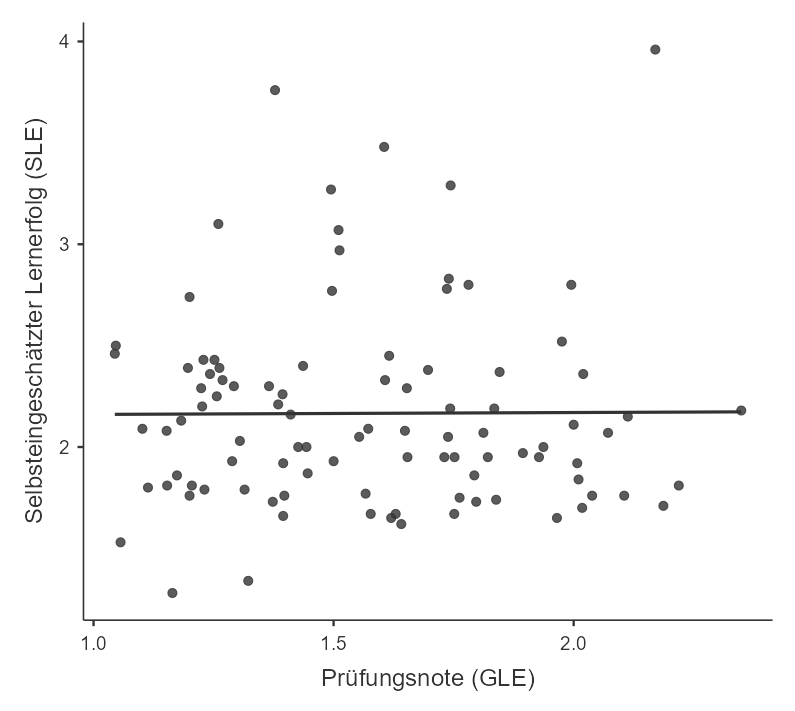 4
3
2
Selbsteingeschätzter Lernerfolg (SLE)
1.0 1.5 2.0
Prüfungsnote (GLE)